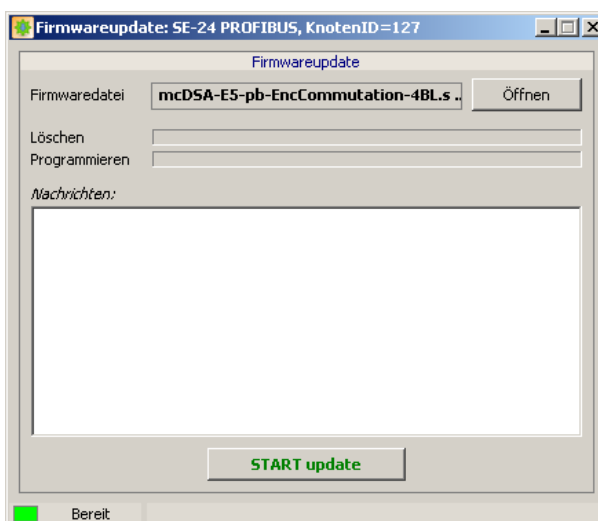 Firmwareupdate: SE-24 PROFIBUS, KnotenID=127
Firmwareupdate
Firmwaredatei mcDSA-E5-pb-EncCommutation-4BL.s .. Öffnen
Löschen
Programmieren
Nachrichten:
START update
Bereit